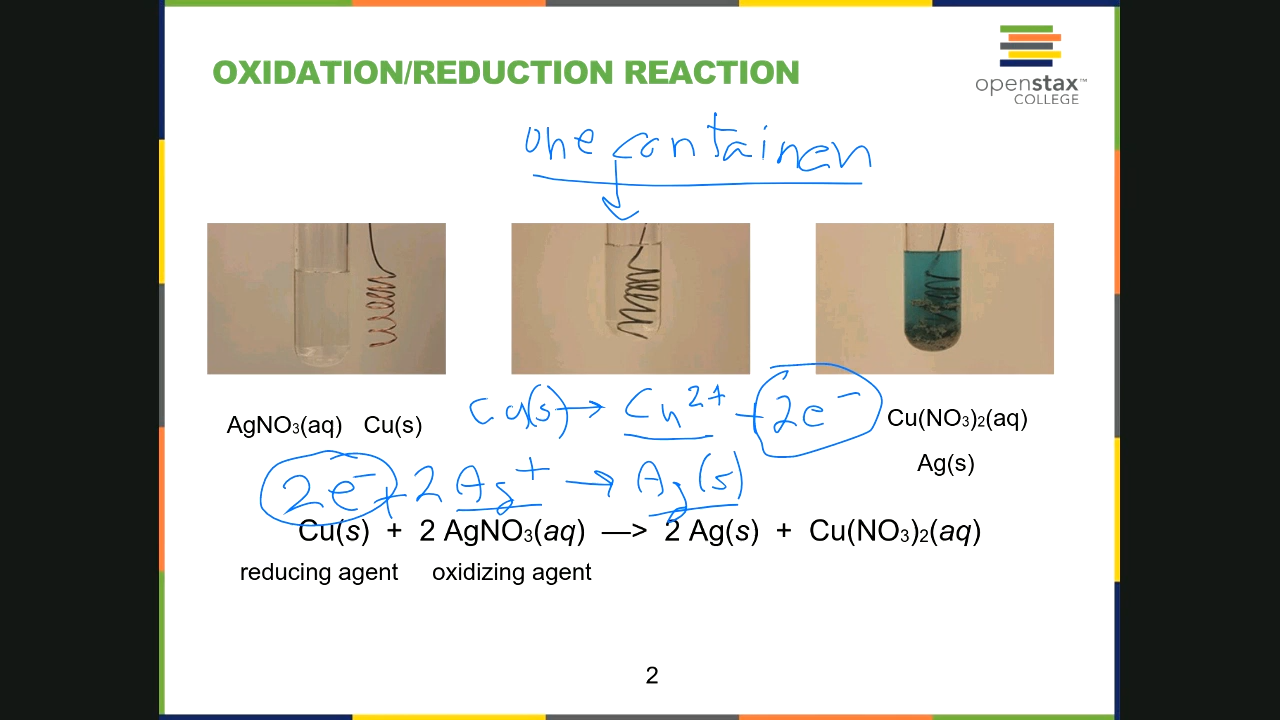 OXIDATION/REDUCTION REACTION
openstax™
COLLEGE
one container
AgNO3(aq) Cu(s)
Cu(s) → Cu²⁺ + 2e⁻
Cu(NO3)2(aq)
Ag(s)
2e⁻ + 2Ag⁺ → Ag(s)
Cu(s) + 2 AgNO3(aq) —> 2 Ag(s) + Cu(NO3)2(aq)
reducing agent oxidizing agent
2